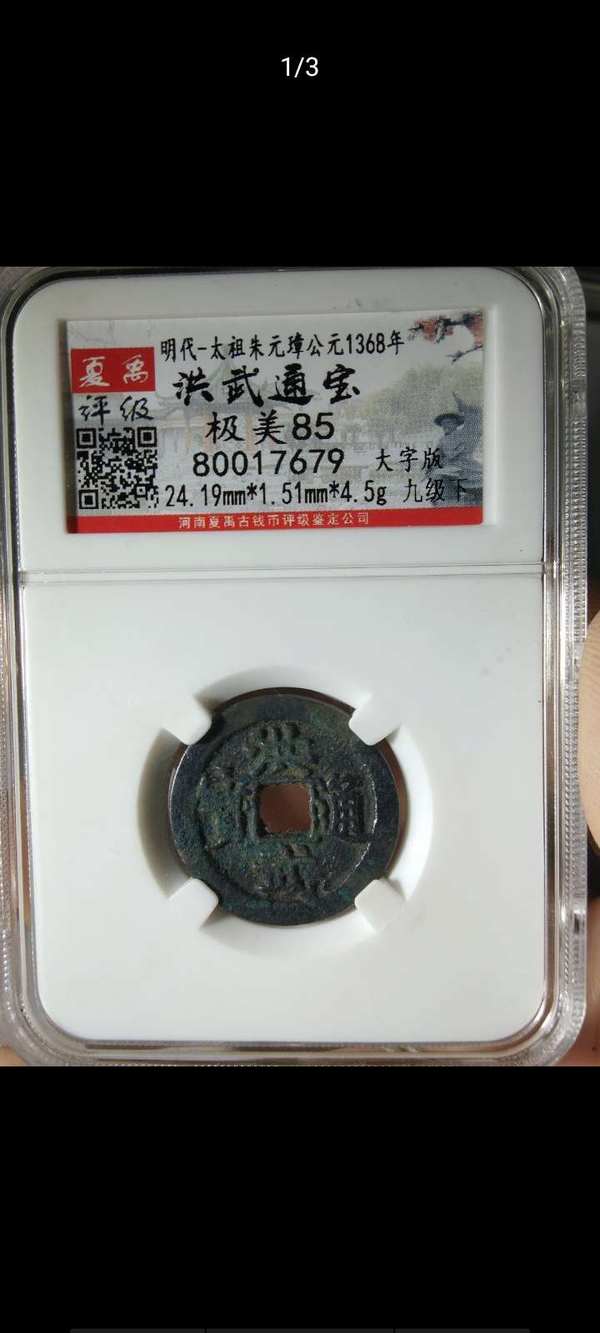 1/3
明代-太祖朱元璋公元1368年
夏禹
评级
洪武通宝
极美85
80017679 大字版
24.19mm*1.51mm*4.5g 九级下
河南夏禹古钱币评级鉴定公司
洪武通寳